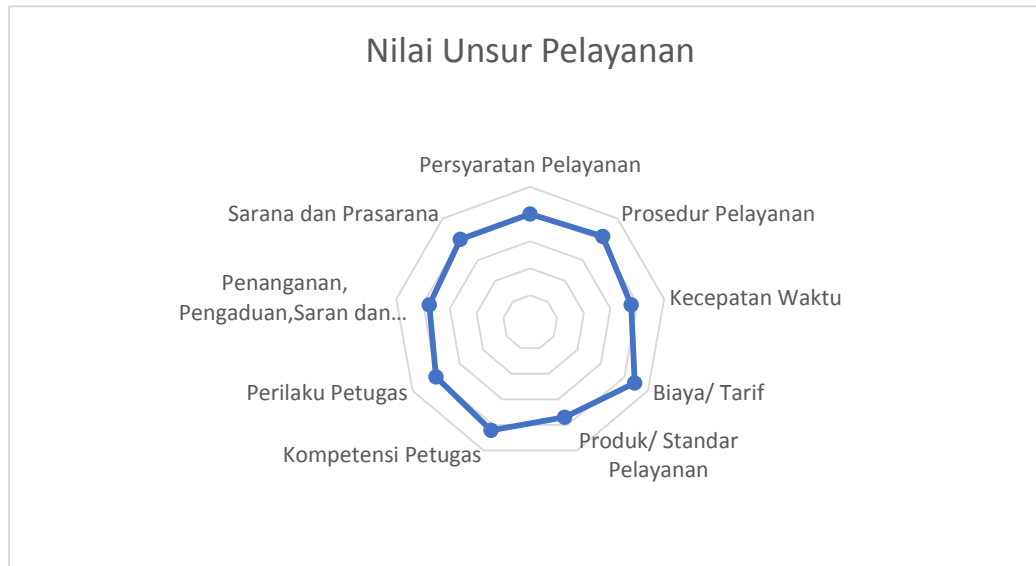 Nilai Unsur Pelayanan
Persyaratan Pelayanan
Prosedur Pelayanan
Kecepatan Waktu
Biaya/ Tarif
Produk/ Standar
Pelayanan
Kompetensi Petugas
Perilaku Petugas
Penanganan,
Pengaduan,Saran dan...
Sarana dan Prasarana